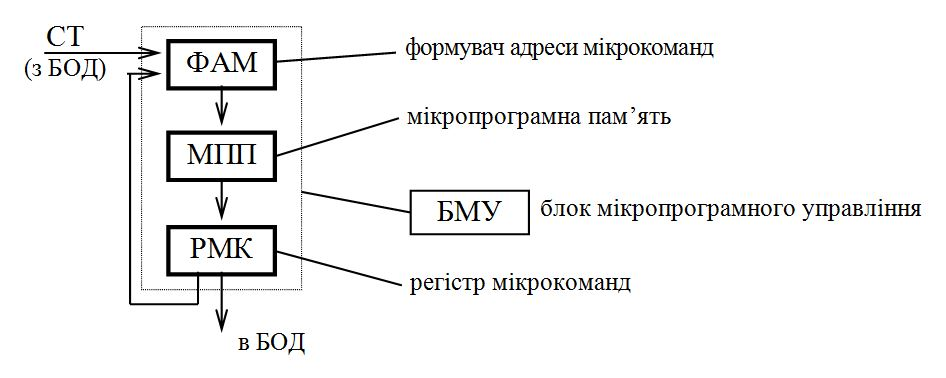 СТ
(з БОД)
ФАМ
формувач адреси мікрокоманд
МПП
мікропрограмна пам’ять
БМУ
блок мікропрограмного управління
РМК
регістр мікрокоманд
в БОД